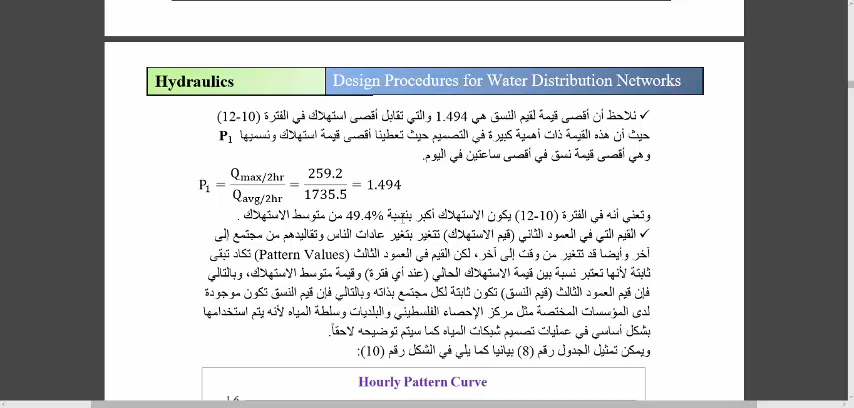 Hydraulics
Design Procedures for Water Distribution Networks
✓ نلاحظ أن أقصى قيمة لقيم النسق هي 1.494 والتي تقابل أقصى استهلاك في الفترة (10-12)
حيث أن هذه القيمة ذات أهمية كبيرة في التصميم حيث تعطينا أقصى قيمة استهلاك ونسميها P₁
وهي أقصى قيمة نسق في أقصى ساعتين في اليوم.
P₁ = Qmax/2hr / Qavg/2hr = 259.2 / 1735.5 = 1.494
وتعني أنه في الفترة (10-12) يكون الاستهلاك أكبر بنسبة 49.4% من متوسط الاستهلاك .
✓ القيم التي في العمود الثاني (قيم الاستهلاك) تتغير بتغير عادات الناس وتقاليدهم من مجتمع إلى
آخر وأيضا قد تتغير من وقت إلى آخر، لكن القيم في العمود الثالث (Pattern Values) تكاد تبقى
ثابتة لأنها تعتبر نسبة بين قيمة الاستهلاك الحالي (عند أي فترة) وقيمة متوسط الاستهلاك، وبالتالي
فإن قيم العمود الثالث (قيم النسق) تكون ثابتة لكل مجتمع بذاته وبالتالي فإن قيم النسق تكون موجودة
لدى المؤسسات المختصة مثل مركز الإحصاء الفلسطيني والبلديات وسلطة المياه لأنه يتم استخدامها
بشكل أساسي في عمليات تصميم شبكات المياه كما سيتم توضيحه لاحقاً.
ويمكن تمثيل الجدول رقم (8) بيانيا كما يلي في الشكل رقم (10):
Hourly Pattern Curve
1.6